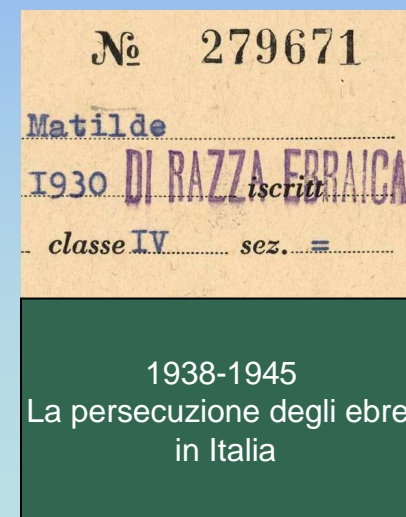 № 279671
Matilde
1930 DI RAZZA EBRAICA
iscritt
classe IV sez. =
1938-1945
La persecuzione degli ebre
in Italia